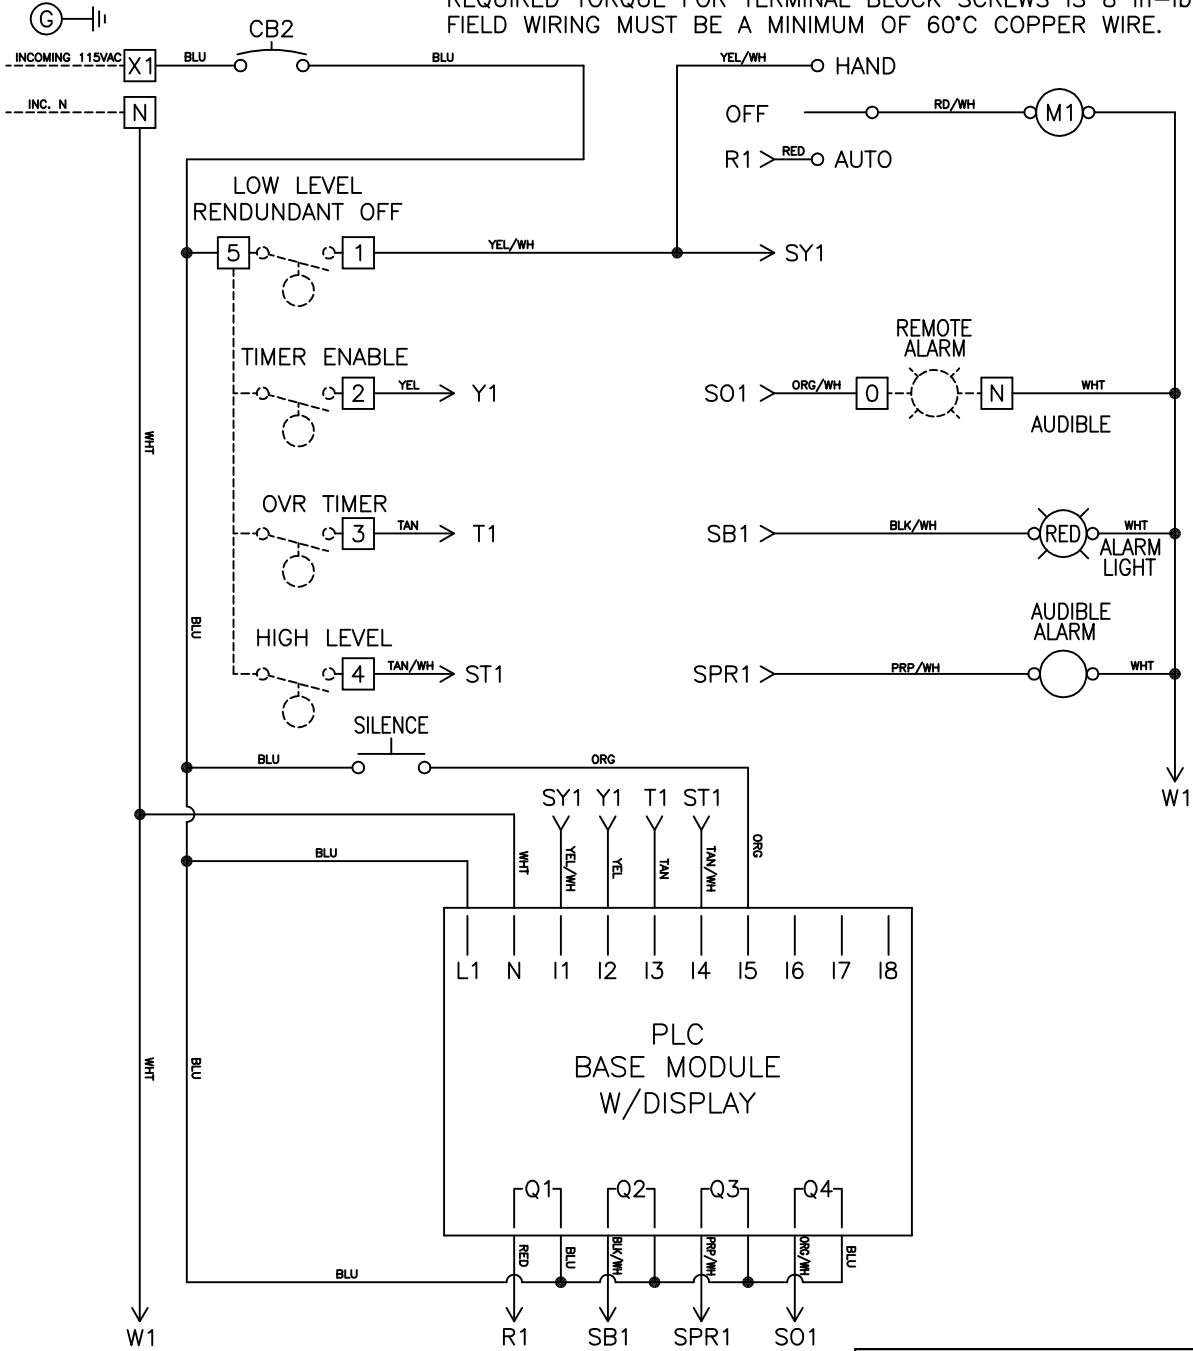 REQUIRED TORQUE FOR TERMINAL BLOCK SCREWS IS 8 in-lb
FIELD WIRING MUST BE A MINIMUM OF 60°C COPPER WIRE.
G
CB2
INCOMING 115VAC X1 BLU BLU YEL/WH HAND
INC. N N OFF RD/WH M1
R1 RED AUTO
LOW LEVEL
RENDUNDANT OFF
5 1 YEL/WH SY1
REMOTE
ALARM
TIMER ENABLE
2 YEL Y1 SO1 ORG/WH O N WHT
AUDIBLE
WHT
OVR TIMER
3 TAN T1 SB1 BLK/WH RED WHT
ALARM
LIGHT
BLU
AUDIBLE
ALARM
HIGH LEVEL
4 TAN/WH ST1 SPR1 PRP/WH WHT
SILENCE
BLU ORG
SY1 Y1 T1 ST1 W1
BLU WHT YEL/WH YEL TAN TAN/WH ORG
L1 N I1 I2 I3 I4 I5 I6 I7 I8
PLC
BASE MODULE
W/DISPLAY
WHT BLU
Q1 Q2 Q3 Q4
RED BLU BLK/WH PRP/WH ORG/WH BLU
BLU
W1 R1 SB1 SPR1 SO1